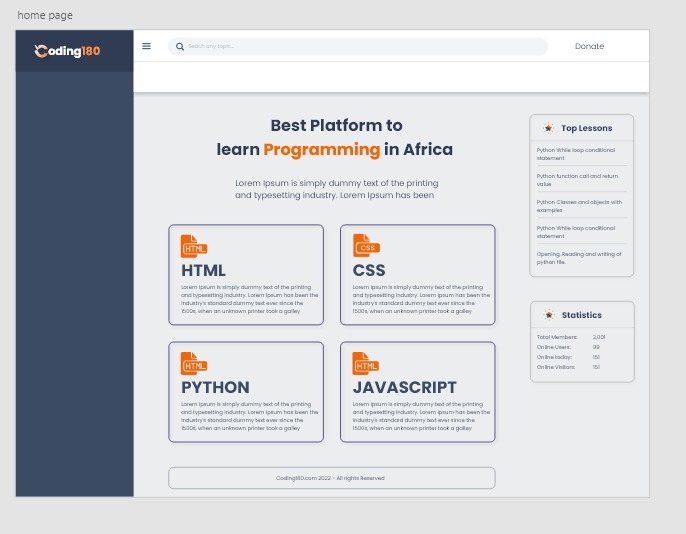 home page
Coding180
Search any topic...
Donate
Best Platform to
learn Programming in Africa
Lorem Ipsum is simply dummy text of the printing
and typesetting industry. Lorem Ipsum has been
HTML
HTML
Lorem Ipsum is simply dummy text of the printing
and typesetting industry. Lorem Ipsum has been the
industry's standard dummy text ever since the
1500s, when an unknown printer took a galley
CSS
CSS
Lorem Ipsum is simply dummy text of the printing
and typesetting industry. Lorem Ipsum has been the
industry's standard dummy text ever since the
1500s, when an unknown printer took a galley
HTML
PYTHON
Lorem Ipsum is simply dummy text of the printing
and typesetting industry. Lorem Ipsum has been the
industry's standard dummy text ever since the
1500s, when an unknown printer took a galley
HTML
JAVASCRIPT
Lorem Ipsum is simply dummy text of the printing
and typesetting industry. Lorem Ipsum has been the
industry's standard dummy text ever since the
1500s, when an unknown printer took a galley
Coding180.com 2022 - All rights Reserved
Top Lessons
Python While loop conditional
statement
Python function call and return
value
Python Classes and objects with
examples
Python While loop conditional
statement
Opening, Reading and writing of
python file.
Statistics
Total Members: 2,001
Online Users: 99
Online today: 151
Online Visitors: 151